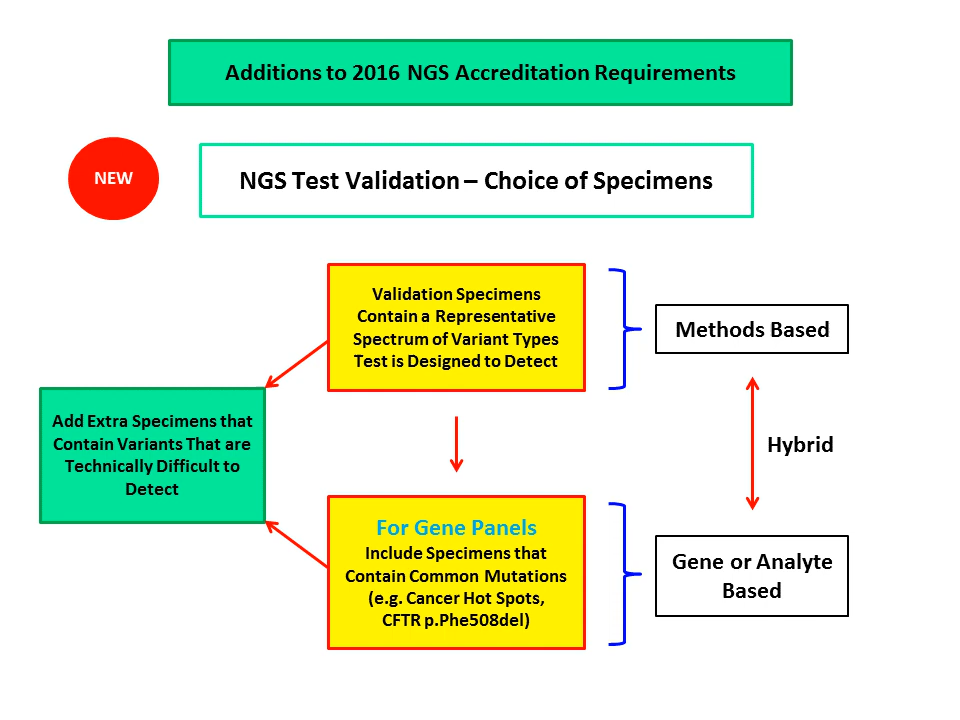 Additions to 2016 NGS Accreditation Requirements
NEW
NGS Test Validation – Choice of Specimens
Validation Specimens
Contain a Representative
Spectrum of Variant Types
Test is Designed to Detect
Methods Based
Add Extra Specimens that
Contain Variants That are
Technically Difficult to
Detect
Hybrid
For Gene Panels
Include Specimens that
Contain Common Mutations
(e.g. Cancer Hot Spots,
CFTR p.Phe508del)
Gene or Analyte
Based